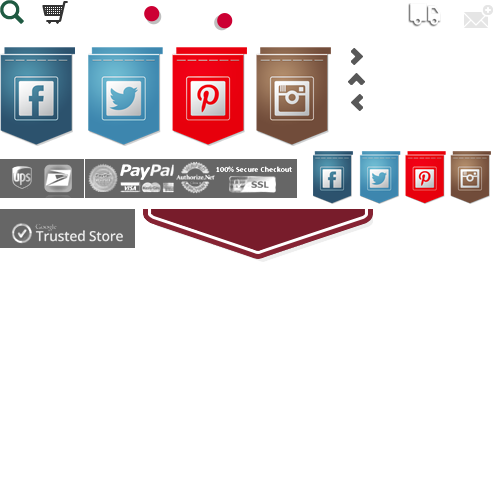 ups
PayPal
VISA
Authorize.Net
100% Secure Checkout
SSL
Google
Trusted Store